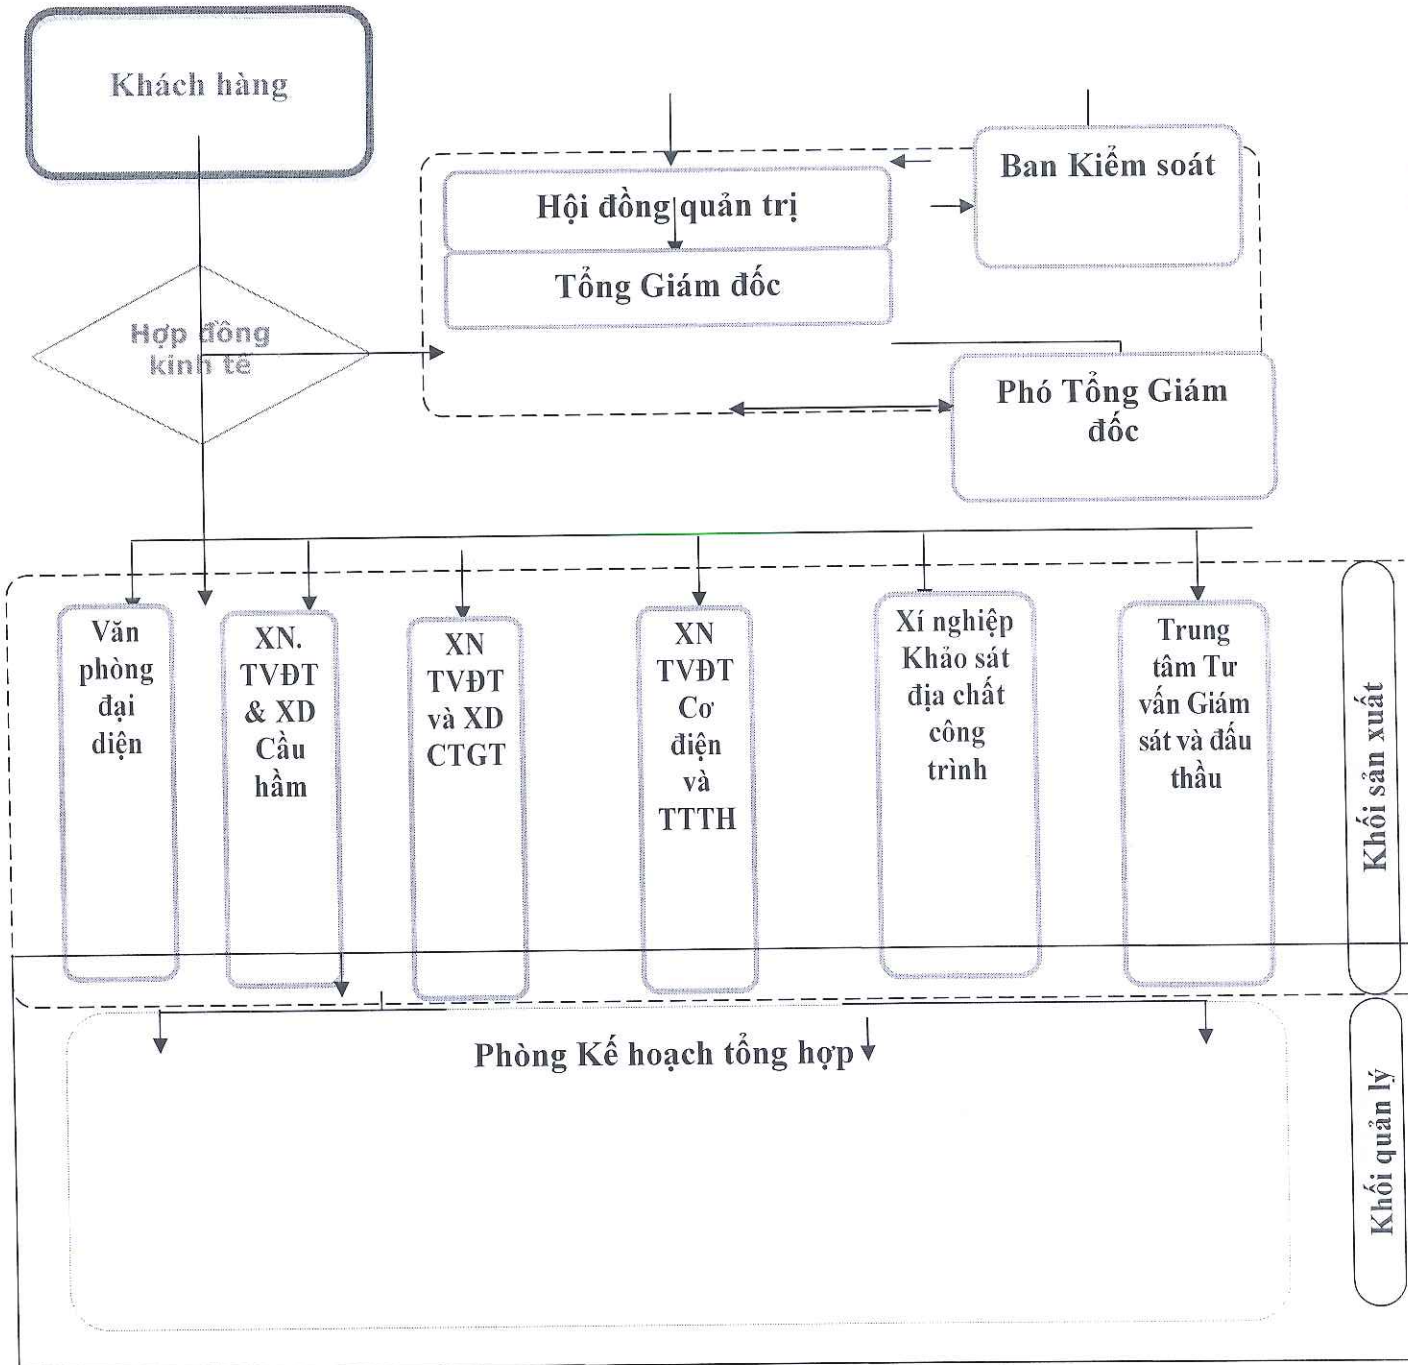 Khách hàng
Ban Kiểm soát
Hội đồng quản trị
Tổng Giám đốc
Hợp đồng
kinh tế
Phó Tổng Giám
đốc
Văn
phòng
đại
diện
XN.
TVĐT
& XD
Cầu
hầm
XN
TVĐT
và XD
CTGT
XN
TVĐT
Cơ
điện
và
TTTH
Xí nghiệp
Khảo sát
địa chất
công
trình
Trung
tâm Tư
vấn Giám
sát và đấu
thầu
Khối sản xuất
Phòng Kế hoạch tổng hợp
Khối quản lý